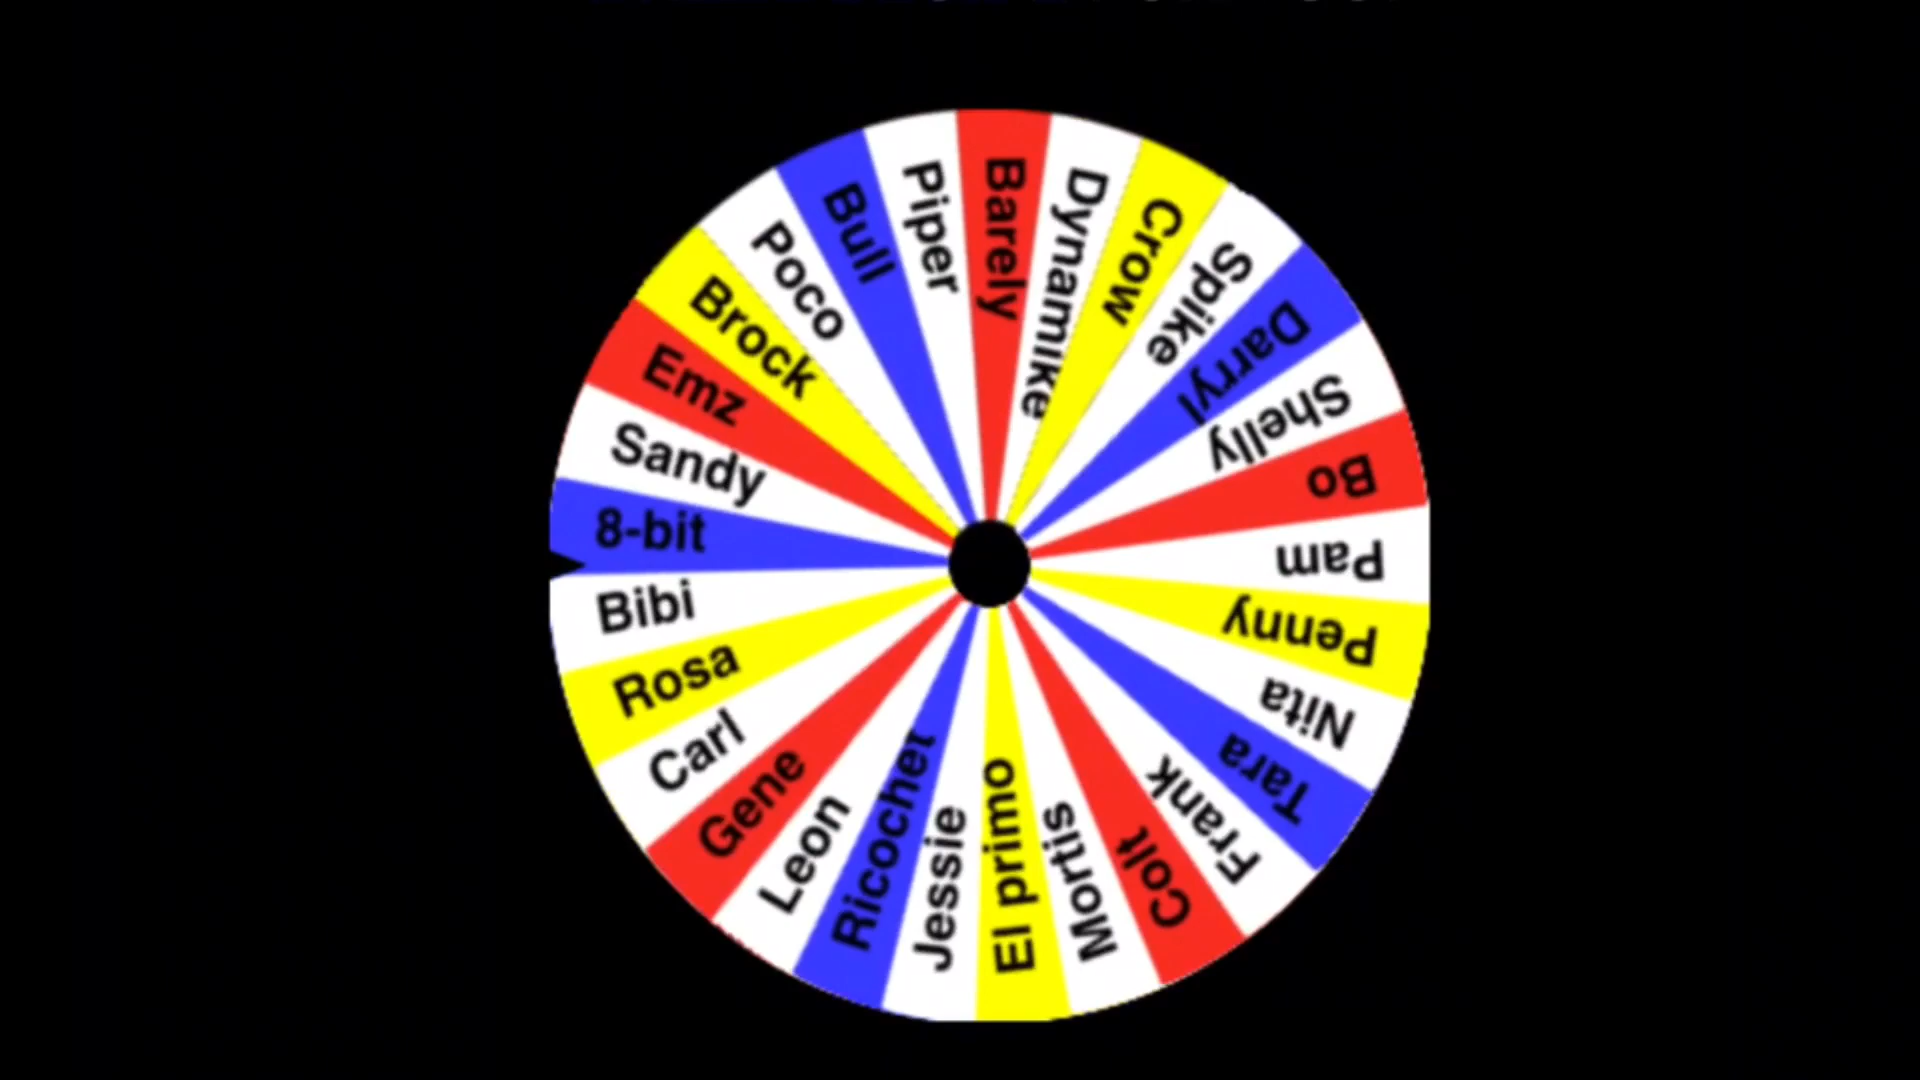 Barely
Dynamike
Crow
Spike
Darryl
Shelly
Bo
Pam
Penny
Nita
Tara
Frank
Colt
Mortis
El primo
Jessie
Ricochet
Leon
Gene
Carl
Rosa
Bibi
8-bit
Sandy
Emz
Brock
Poco
Bull
Piper